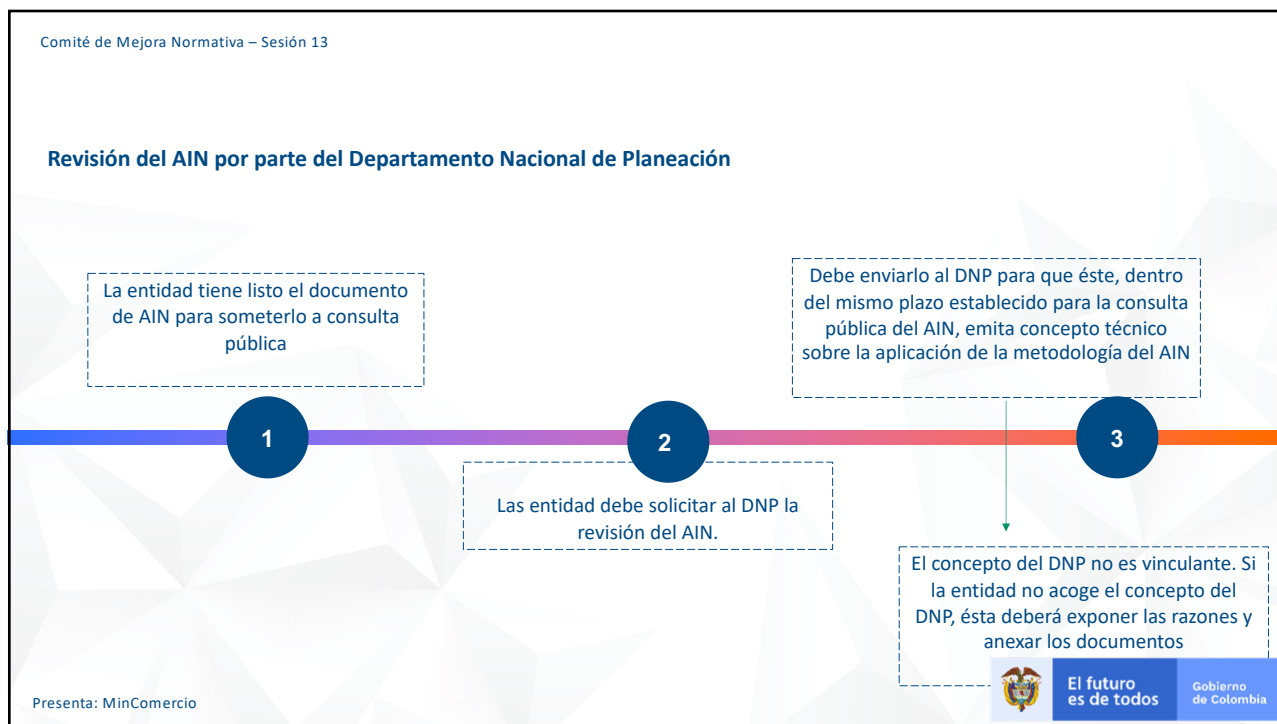 Comité de Mejora Normativa – Sesión 13
Revisión del AIN por parte del Departamento Nacional de Planeación
La entidad tiene listo el documento
de AIN para someterlo a consulta
pública
Debe enviarlo al DNP para que éste, dentro
del mismo plazo establecido para la consulta
pública del AIN, emita concepto técnico
sobre la aplicación de la metodología del AIN
1
2
3
Las entidad debe solicitar al DNP la
revisión del AIN.
El concepto del DNP no es vinculante. Si
la entidad no acoge el concepto del
DNP, ésta deberá exponer las razones y
anexar los documentos
Presenta: MinComercio
El futuro
es de todos
Gobierno
de Colombia